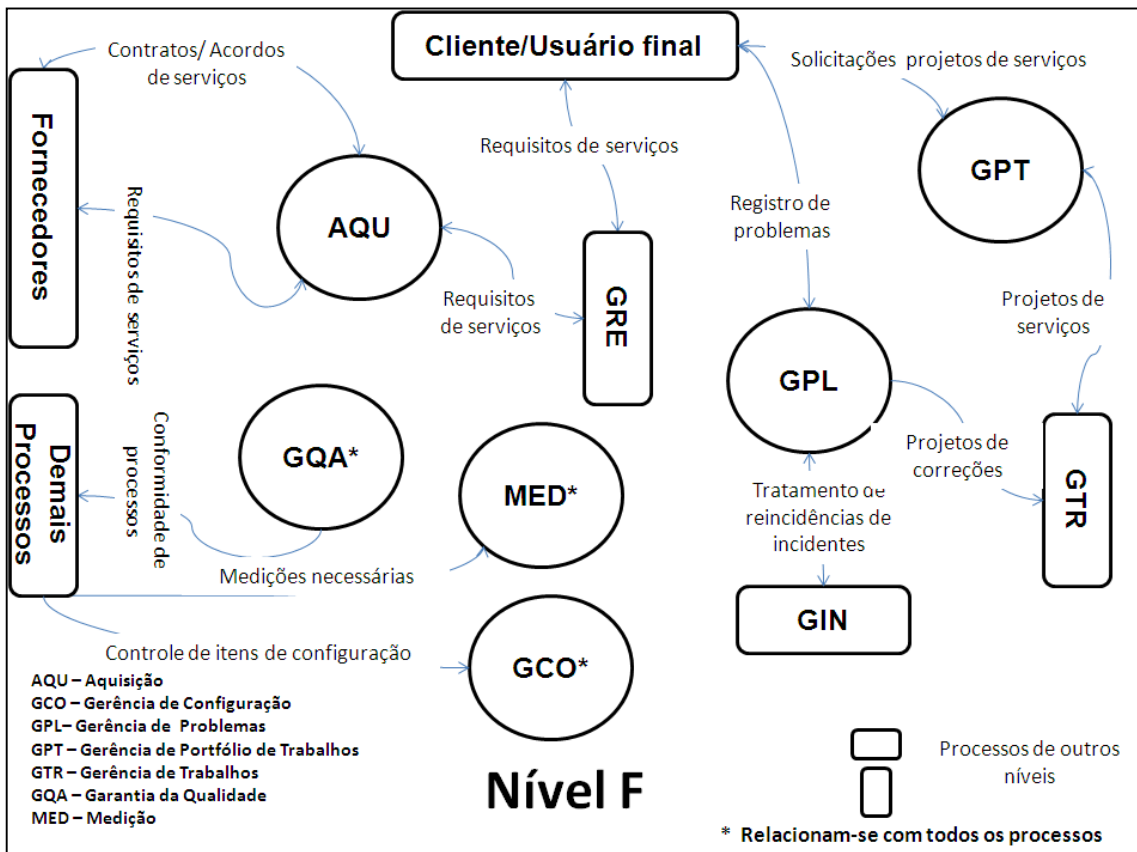 Contratos/ Acordos
de serviços
Cliente/Usuário final
Solicitações projetos de serviços
Fornecedores
Requisitos de serviços
AQU
Requisitos de serviços
GPT
Registro de
problemas
Requisitos
de serviços
GRE
Projetos de
serviços
GPL
Demais
Processos
Conformidade de
processos
GQA*
MED*
Projetos de
correções
GTR
Tratamento de
reincidências de
incidentes
Medições necessárias
GIN
Controle de itens de configuração
GCO*
AQU – Aquisição
GCO – Gerência de Configuração
GPL– Gerência de Problemas
GPT – Gerência de Portfólio de Trabalhos
GTR – Gerência de Trabalhos
GQA – Garantia da Qualidade
MED – Medição
Nível F
Processos de outros
níveis
* Relacionam-se com todos os processos